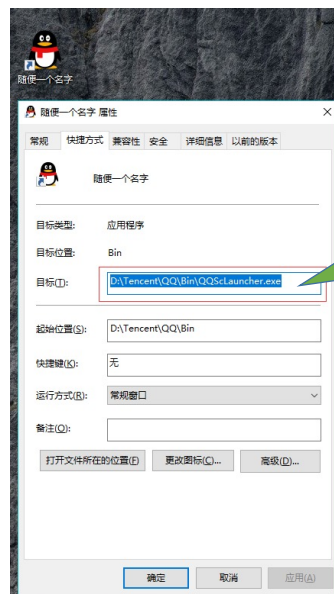 随便一个名字
随便一个名字 属性
常规 快捷方式 兼容性 安全 详细信息 以前的版本
随便一个名字
目标类型: 应用程序
目标位置: Bin
目标(T): D:\Tencent\QQ\Bin\QQScLauncher.exe
起始位置(S): D:\Tencent\QQ\Bin
快捷键(K): 无
运行方式(R): 常规窗口
备注(O):
打开文件所在的位置(F) 更改图标(C)... 高级(D)...
确定 取消 应用(A)